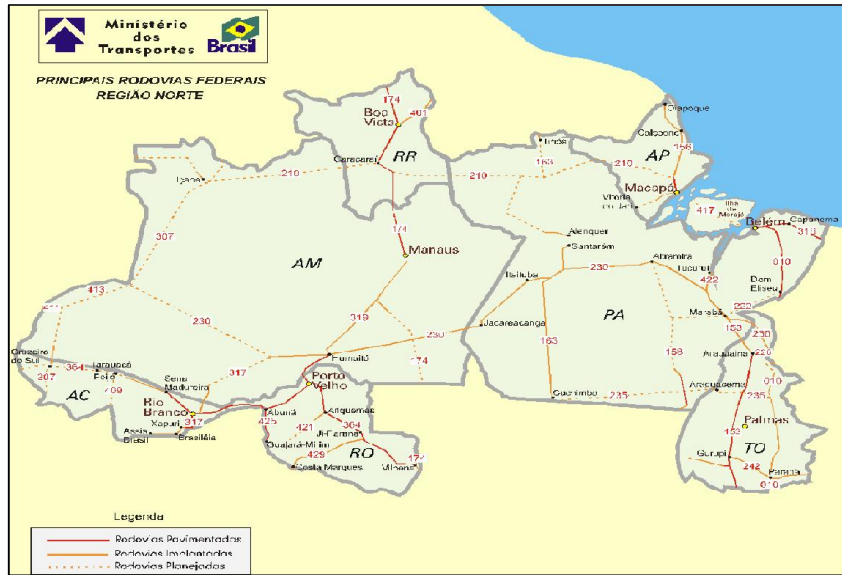 Ministério
dos
Transportes
Brasil
PRINCIPAIS RODOVIAS FEDERAIS
REGIÃO NORTE
174
401
Boa
Vista
Caracaraí
RR
Oiapoque
Calçoene
156
AP
210
163
Macapá
Vitória
do Jari
417
Ilha
de
Marajó
Belém
Capanema
316
010
Dom
Eliseu
222
210
210
307
174
Manaus
AM
Alenquer
Santarém
Itaituba
230
Altamira
Tucuruí
422
Marabá
153
230
PA
Jacareacanga
163
158
Cachimbo
235
413
230
319
230
174
Humaitá
317
Cruzeiro
do Sul
364
Tarauacá
Feijó
AC
409
Sena
Madureira
Rio
Branco
Xapuri
317
Assis
Brasil
Brasiléia
Porto
Velho
Abunã
425
Ariquemes
421
364
Ji-Paraná
Guajará-Mirim
429
RO
Costa Marques
Vilhena
174
Araguaína
226
010
235
Palmas
153
TO
Gurupi
242
010
Legenda
Rodovias Pavimentadas
Rodovias Implantadas
Rodovias Planejadas